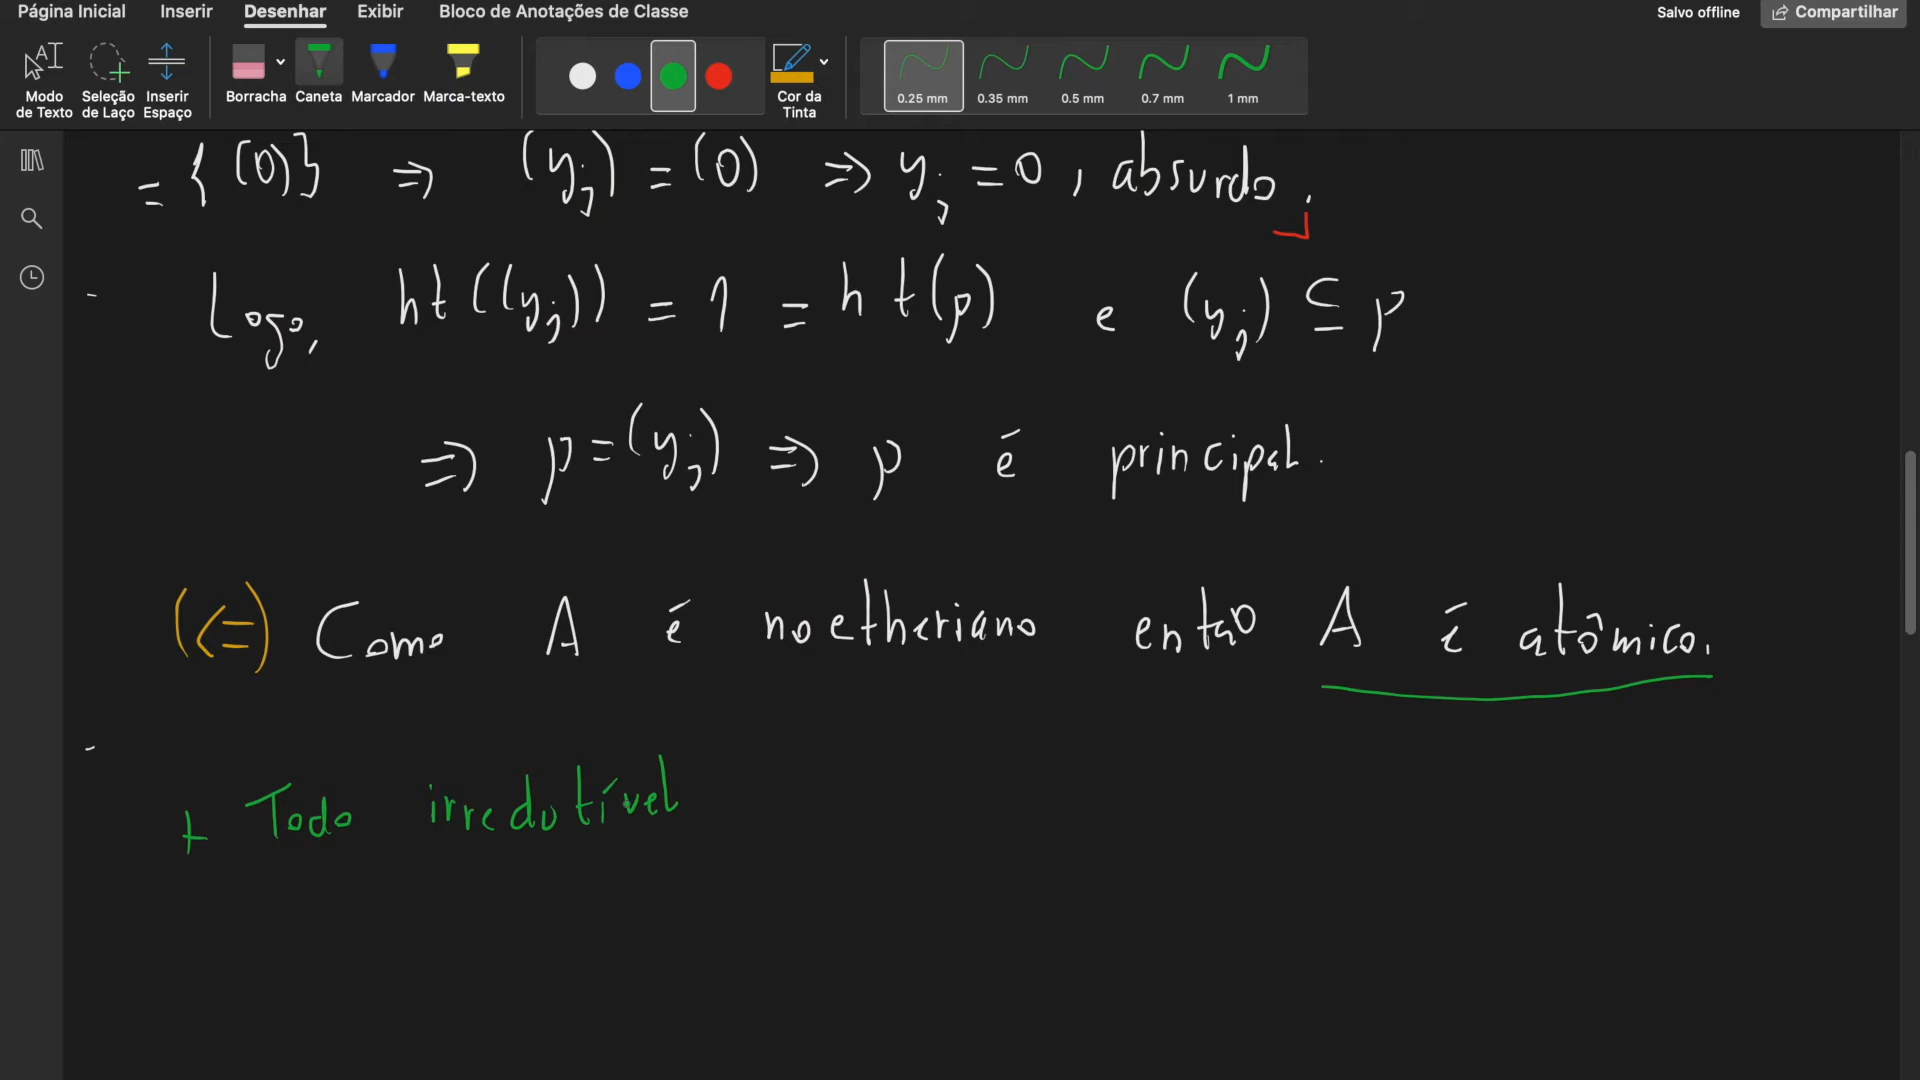 Página Inicial Inserir Desenhar Exibir Bloco de Anotações de Classe Salvo offline Compartilhar
Modo de Texto Seleção de Laço Inserir Espaço Borracha Caneta Marcador Marca-texto Cor da Tinta 0.25 mm 0.35 mm 0.5 mm 0.7 mm 1 mm
= {(0)} ⇒ (yj) = (0) ⇒ yj = 0, absurdo.
Logo, ht((yj)) = 1 = ht(p) e (yj) ⊆ p
⇒ p = (yj) ⇒ p é principal.
(<=) Como A é noetheriano então A é atômico.
+ Todo irredutível